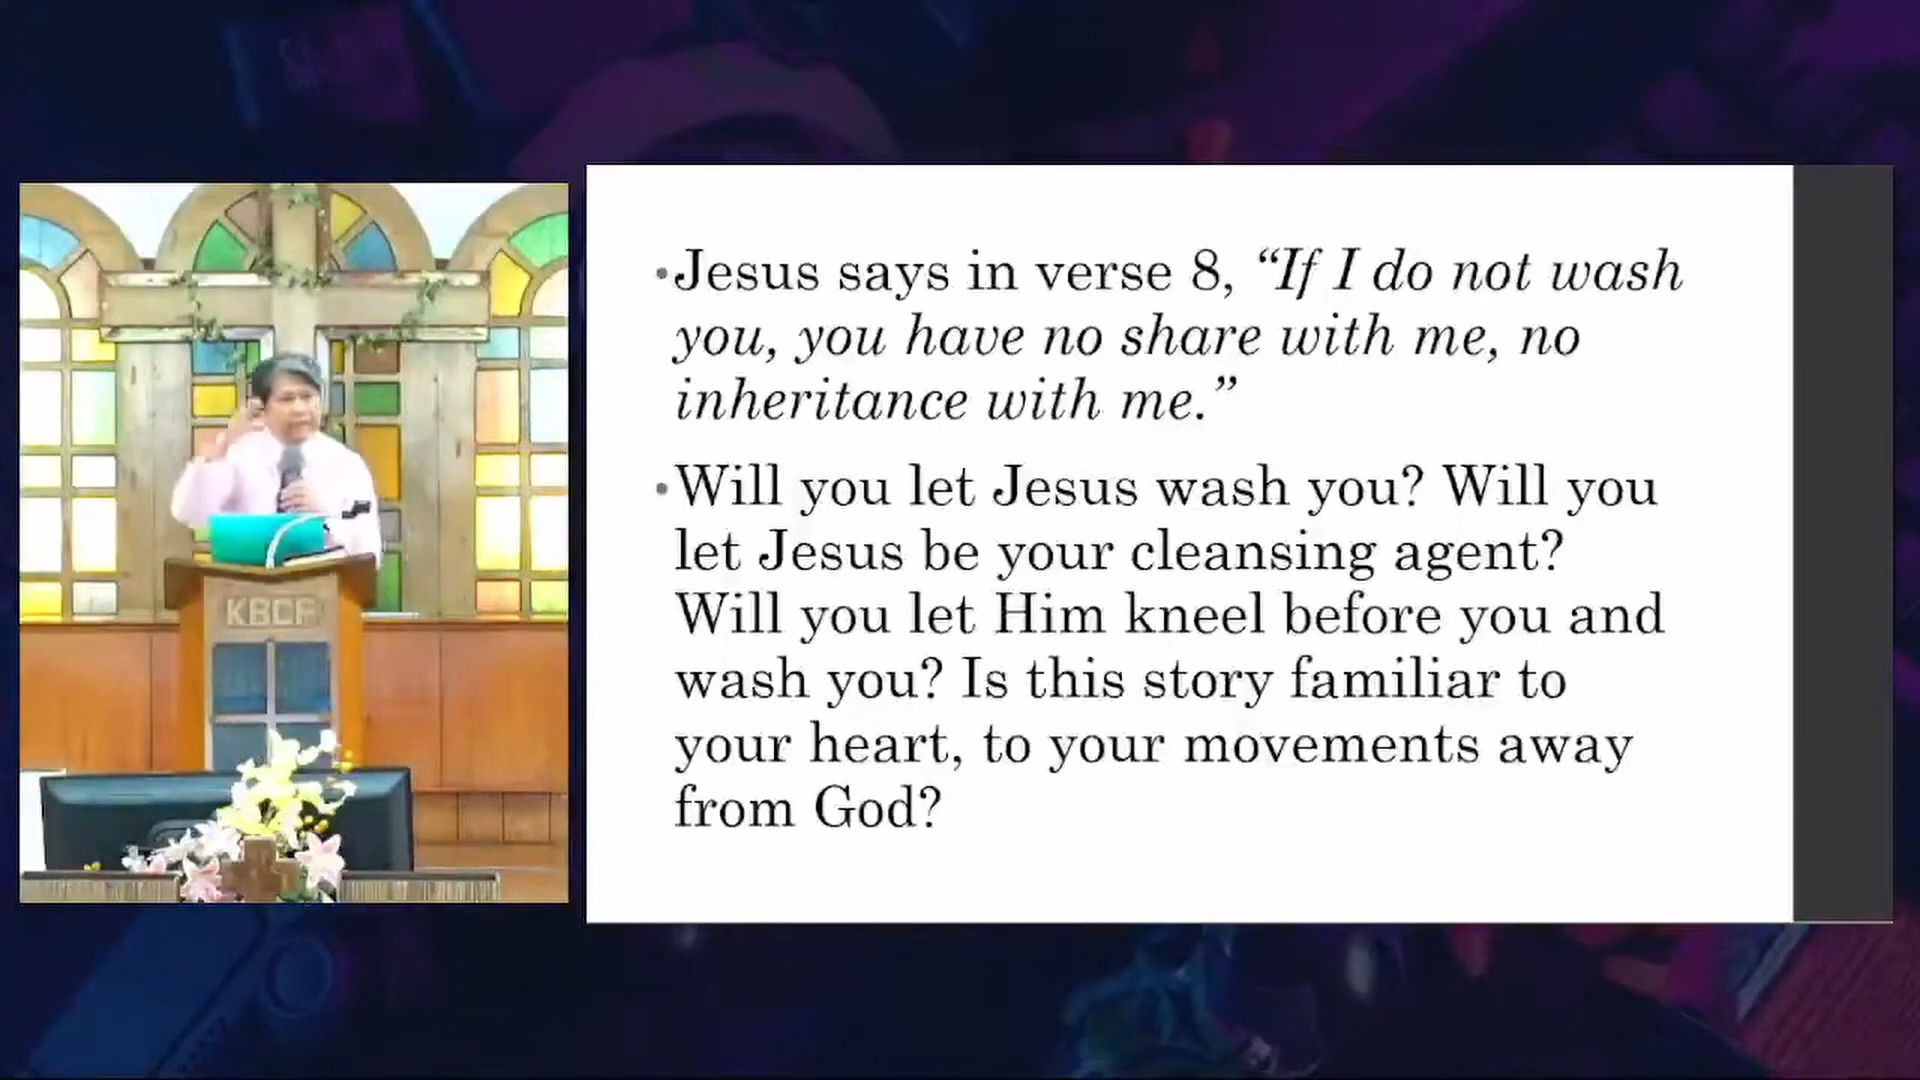 •Jesus says in verse 8, “If I do not wash
you, you have no share with me, no
inheritance with me.”
•Will you let Jesus wash you? Will you
let Jesus be your cleansing agent?
Will you let Him kneel before you and
wash you? Is this story familiar to
your heart, to your movements away
from God?
KBCF